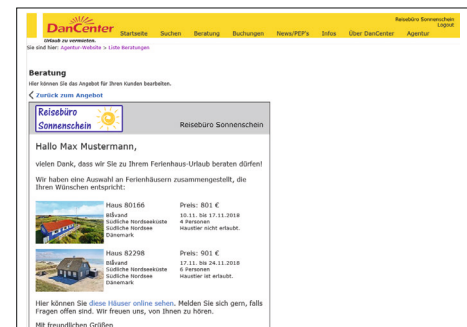 Reisebüro Sonnenschein
Logout
DanCenter
Urlaub zu vermieten.
Startseite Suchen Beratung Buchungen News/PEP's Infos Über DanCenter Agentur
Sie sind hier: Agentur-Website > Liste Beratungen
Beratung
Hier können Sie das Angebot für Ihren Kunden bearbeiten.
Zurück zum Angebot
Reisebüro
Sonnenschein
Reisebüro Sonnenschein
Hallo Max Mustermann,
vielen Dank, dass wir Sie zu Ihrem Ferienhaus-Urlaub beraten dürfen!
Wir haben eine Auswahl an Ferienhäusern zusammengestellt, die
Ihren Wünschen entspricht:
Haus 80166 Preis: 801 €
Blåvand 10.11. bis 17.11.2018
Südliche Nordseeküste 4 Personen
Südliche Nordsee Haustier nicht erlaubt.
Dänemark
Haus 82298 Preis: 901 €
Blåvand 17.11. bis 24.11.2018
Südliche Nordseeküste 6 Personen
Südliche Nordsee Haustier ist erlaubt.
Dänemark
Hier können Sie diese Häuser online sehen. Melden Sie sich gern, falls
Fragen offen sind. Wir freuen uns, von Ihnen zu hören.
Mit freundlichen Grüßen